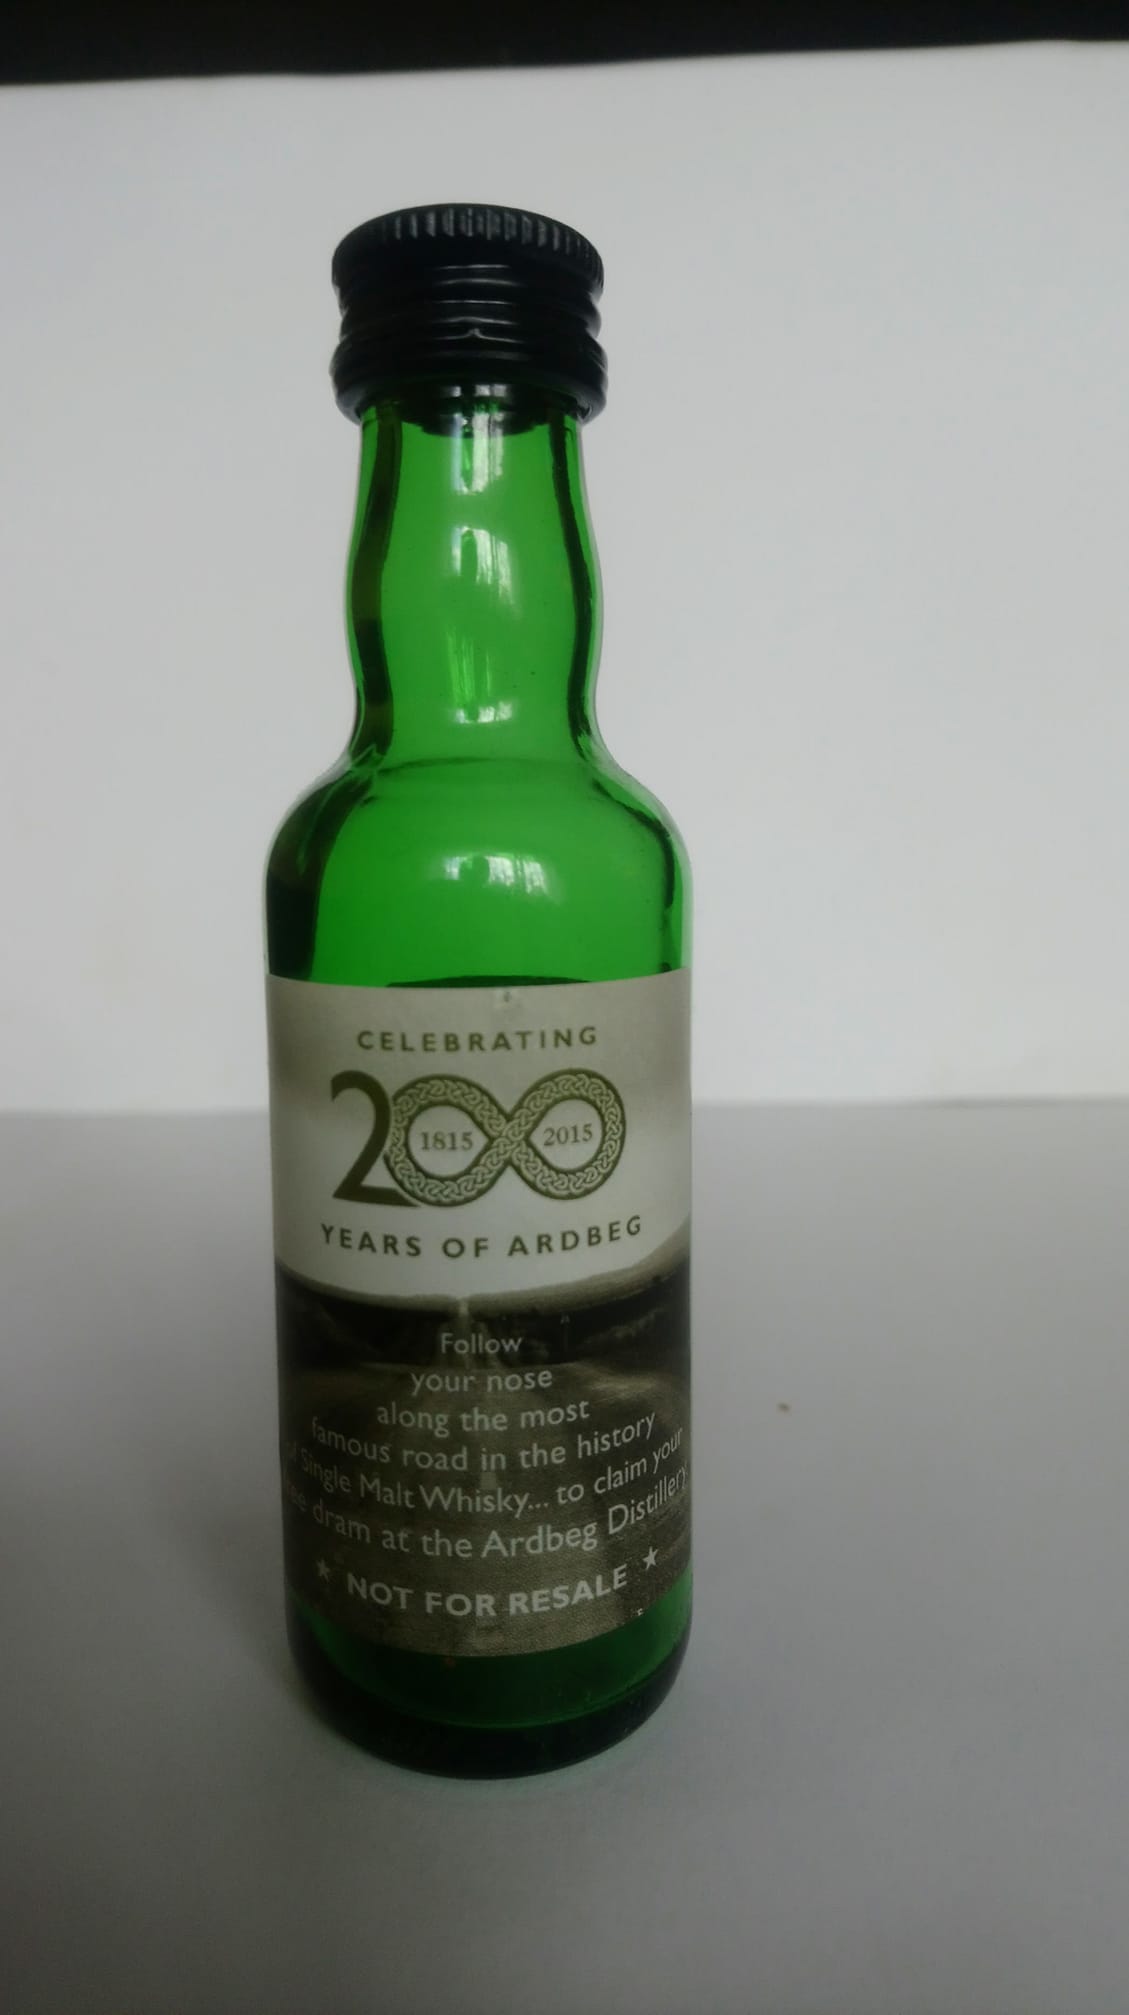 CELEBRATING
200
1815 2015
YEARS OF ARDBEG
Follow
your nose
along the most
famous road in the history
Single Malt Whisky... to claim your
dram at the Ardbeg Distillery
★ NOT FOR RESALE ★